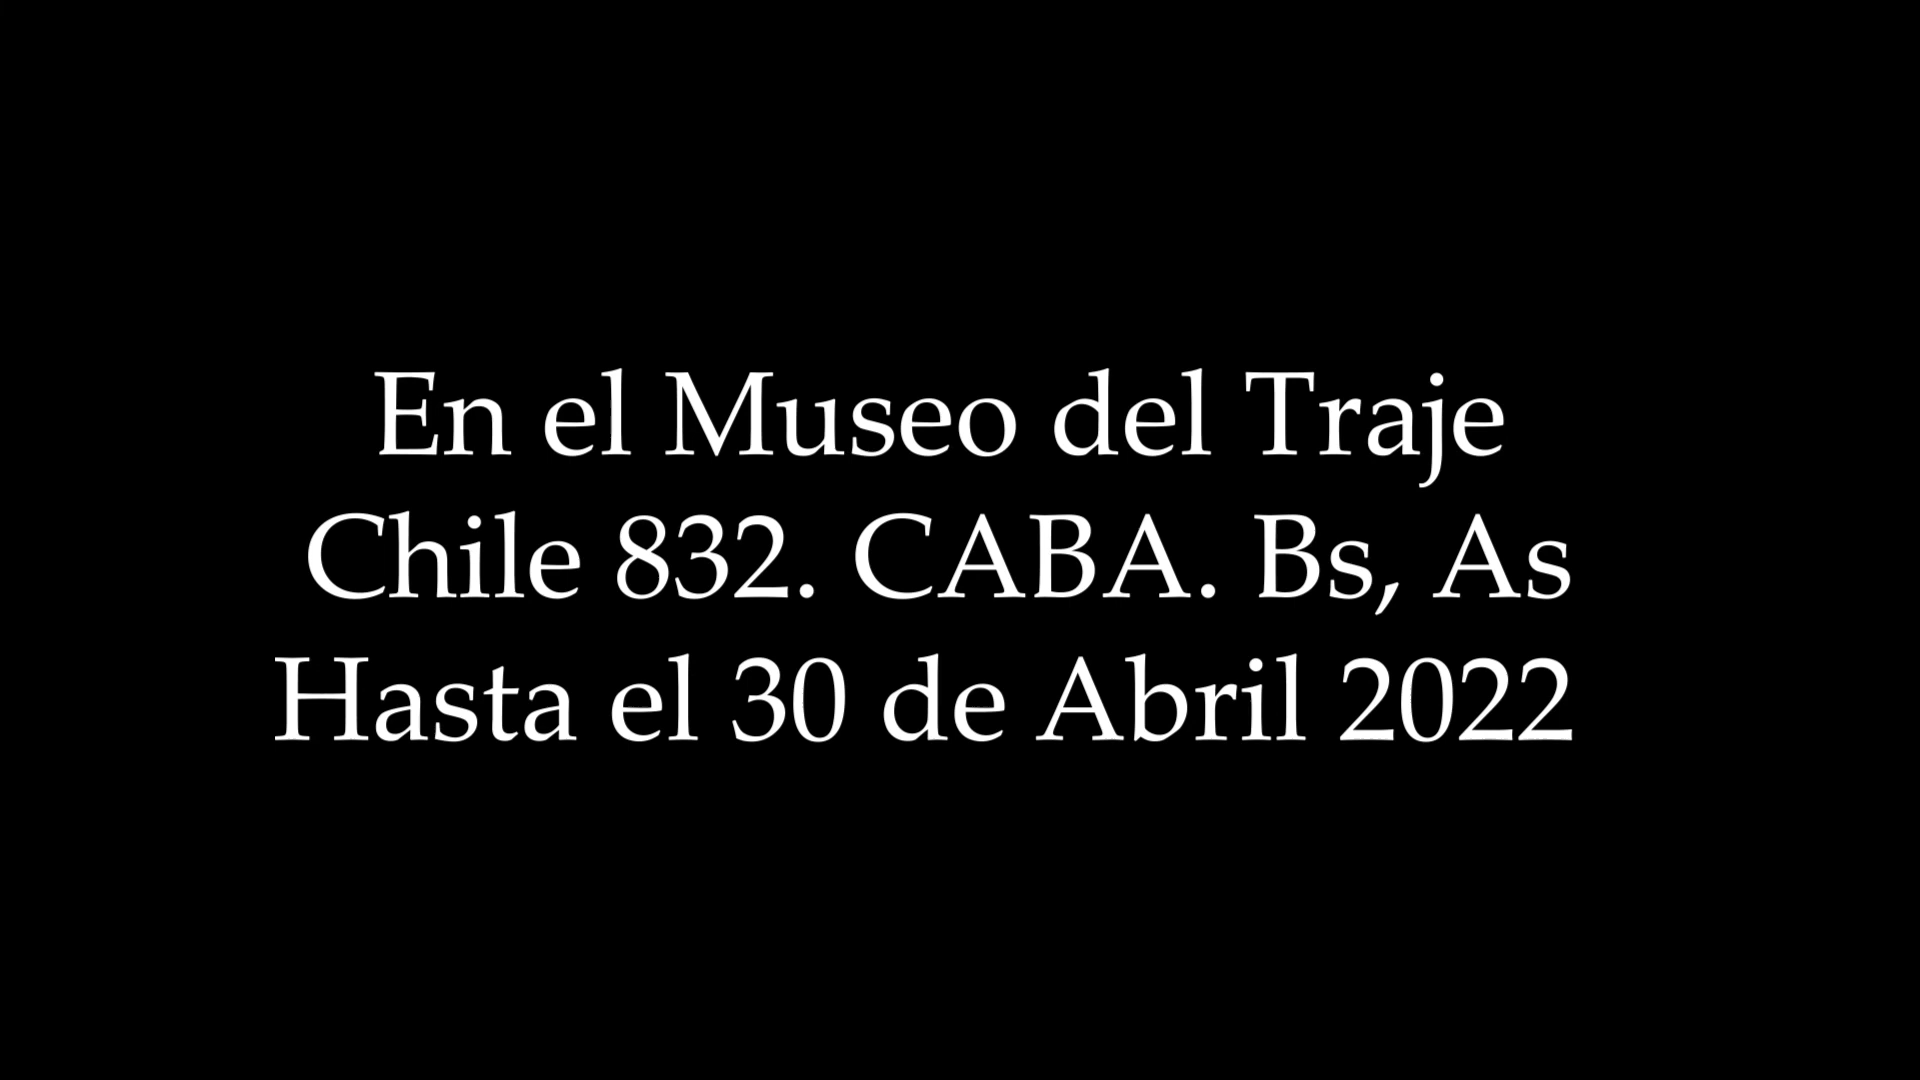 En el Museo del Traje
Chile 832. CABA. Bs, As
Hasta el 30 de Abril 2022